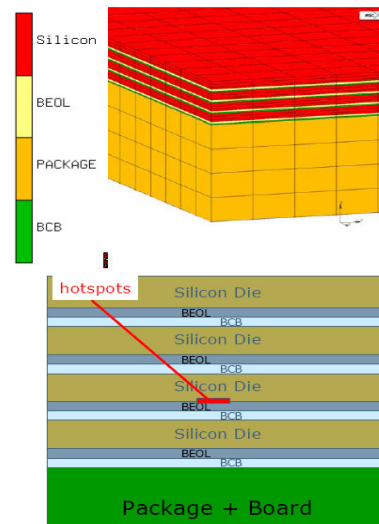 Silicon
BEOL
PACKAGE
BCB
hotspots
Silicon Die
BEOL
BCB
Silicon Die
BEOL
BCB
Silicon Die
BEOL
BCB
Silicon Die
BEOL
BCB
Package + Board